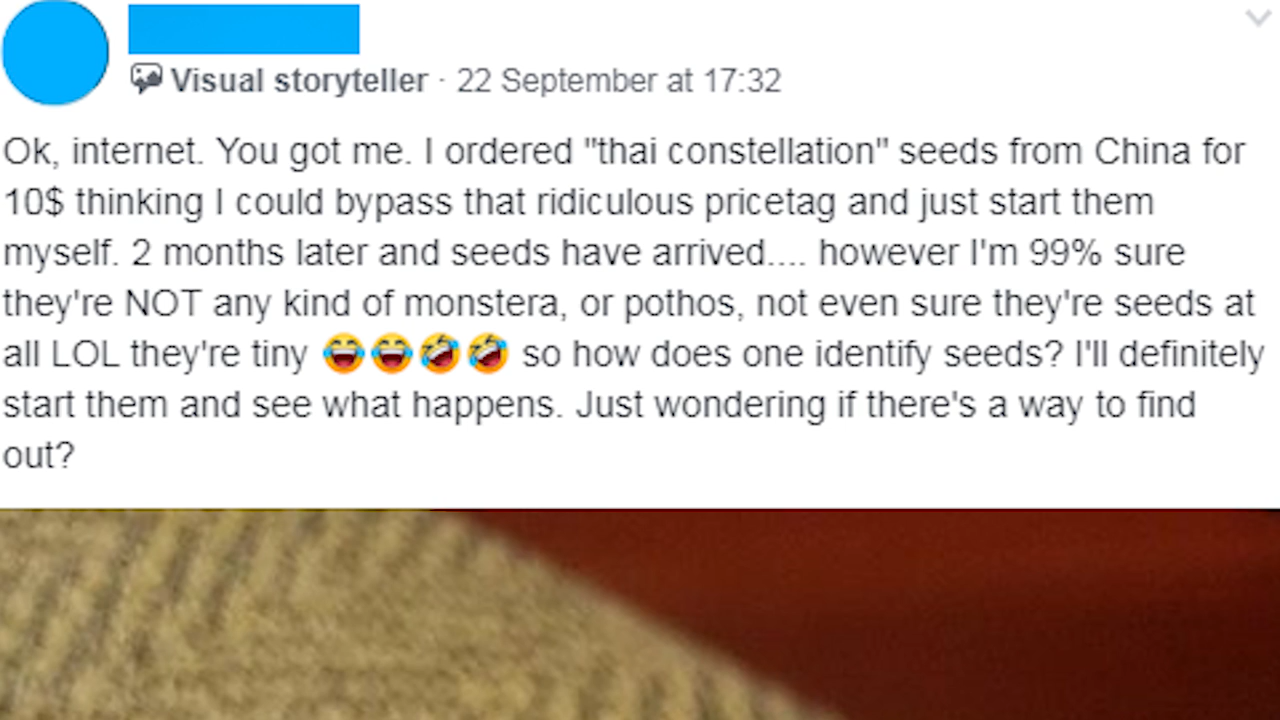 Visual storyteller · 22 September at 17:32
Ok, internet. You got me. I ordered "thai constellation" seeds from China for
10$ thinking I could bypass that ridiculous pricetag and just start them
myself. 2 months later and seeds have arrived.... however I'm 99% sure
they're NOT any kind of monstera, or pothos, not even sure they're seeds at
all LOL they're tiny 😂😂🤣🤣 so how does one identify seeds? I'll definitely
start them and see what happens. Just wondering if there's a way to find
out?